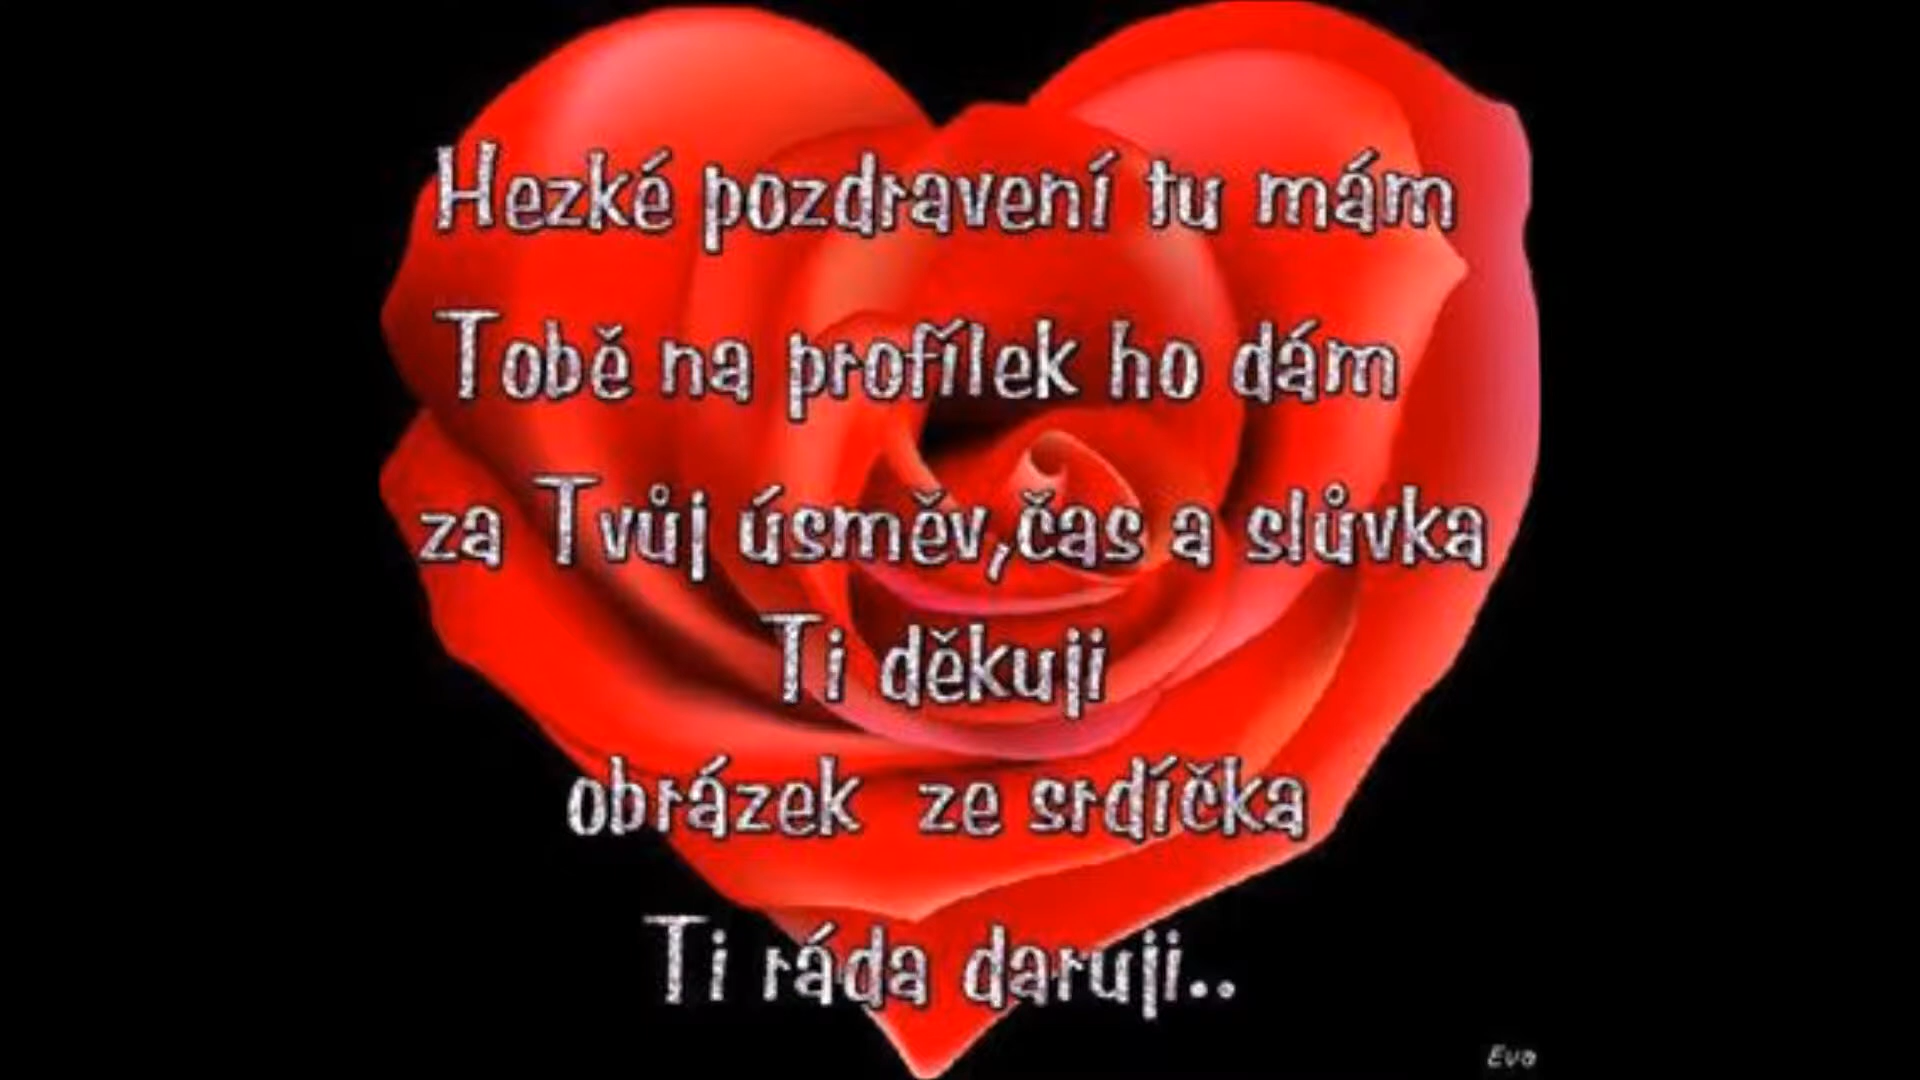 Hezké pozdravení tu mám
Tobě na profílek ho dám
za Tvůj úsměv,čas a slůvka
Ti děkuji
obrázek ze srdíčka
Ti ráda daruji..
Eva